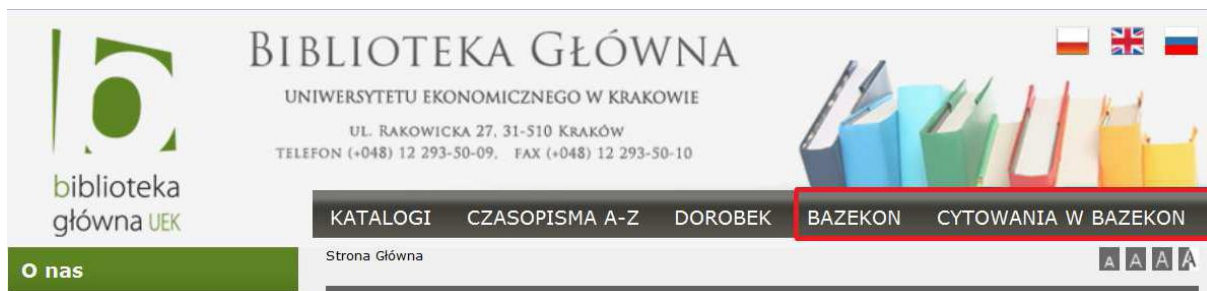 BIBLIOTEKA GŁÓWNA
UNIWERSYTETU EKONOMICZNEGO W KRAKOWIE
UL. RAKOWICKA 27, 31-510 KRAKÓW
TELEFON (+048) 12 293-50-09, FAX (+048) 12 293-50-10
biblioteka
główna UEK
KATALOGI CZASOPISMA A-Z DOROBEK BAZEKON CYTOWANIA W BAZEKON
O nas
Strona Główna
A A A A